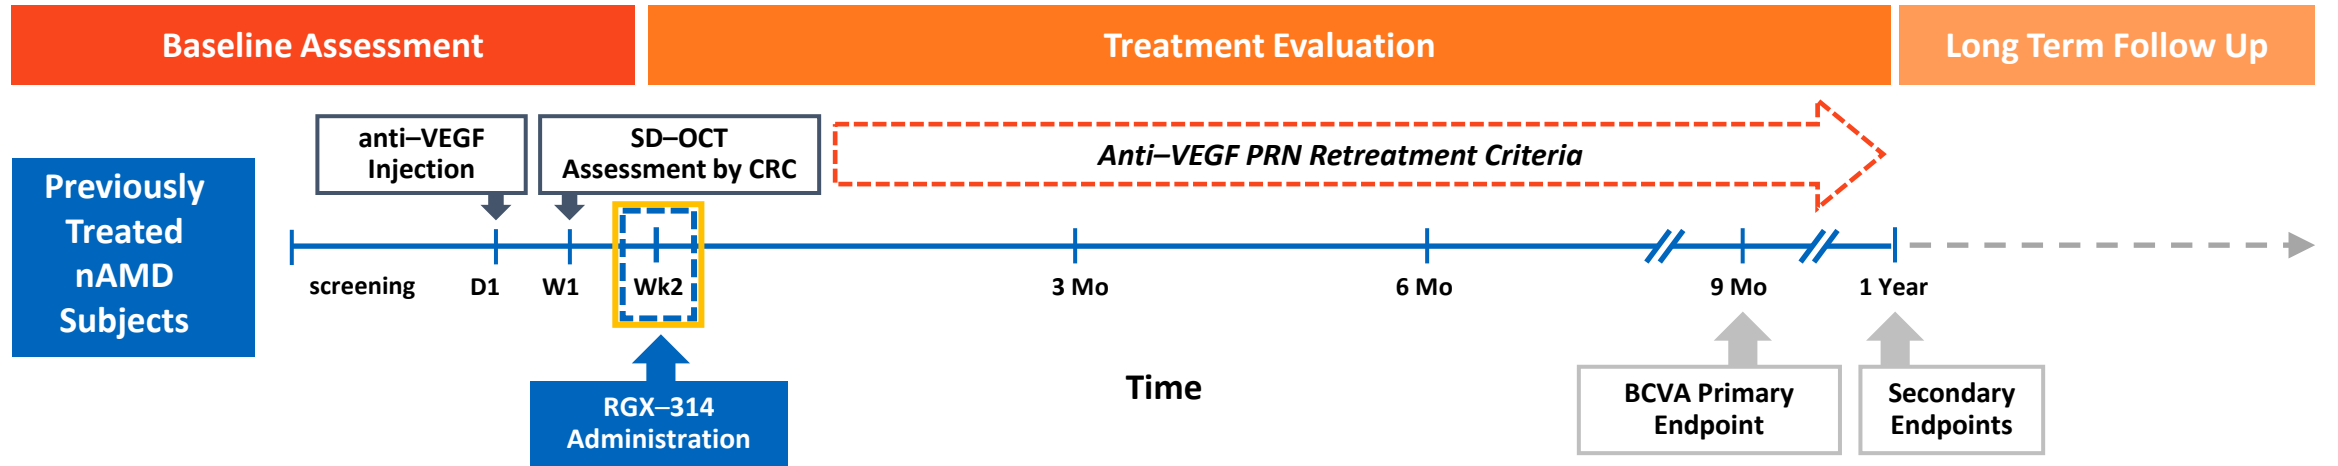 Baseline Assessment
Treatment Evaluation
Long Term Follow Up
Previously
Treated
nAMD
Subjects
anti–VEGF
Injection
SD–OCT
Assessment by CRC
Anti–VEGF PRN Retreatment Criteria
screening
D1
W1
Wk2
3 Mo
6 Mo
9 Mo
1 Year
RGX–314
Administration
Time
BCVA Primary
Endpoint
Secondary
Endpoints